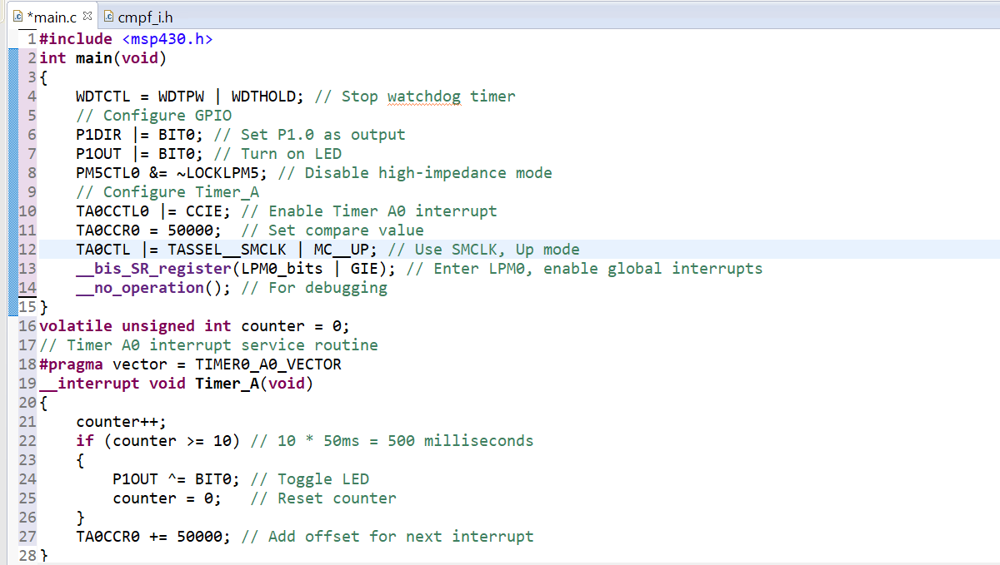 *main.c cmpf_i.h
1 #include <msp430.h>
2 int main(void)
3 {
4     WDTCTL = WDTPW | WDTHOLD; // Stop watchdog timer
5     // Configure GPIO
6     P1DIR |= BIT0; // Set P1.0 as output
7     P1OUT |= BIT0; // Turn on LED
8     PM5CTL0 &= ~LOCKLPM5; // Disable high-impedance mode
9     // Configure Timer_A
10     TA0CCTL0 |= CCIE; // Enable Timer A0 interrupt
11     TA0CCR0 = 50000;  // Set compare value
12     TA0CTL |= TASSEL__SMCLK | MC__UP; // Use SMCLK, Up mode
13     __bis_SR_register(LPM0_bits | GIE); // Enter LPM0, enable global interrupts
14     __no_operation(); // For debugging
15 }
16 volatile unsigned int counter = 0;
17 // Timer A0 interrupt service routine
18 #pragma vector = TIMER0_A0_VECTOR
19 __interrupt void Timer_A(void)
20 {
21     counter++;
22     if (counter >= 10) // 10 * 50ms = 500 milliseconds
23     {
24         P1OUT ^= BIT0; // Toggle LED
25         counter = 0;   // Reset counter
26     }
27     TA0CCR0 += 50000; // Add offset for next interrupt
28 }